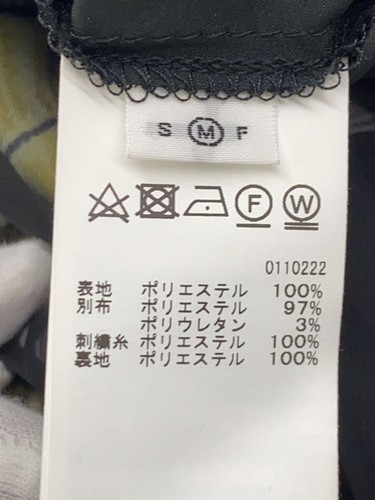 S M F
F W
0110222
表地 ポリエステル 100%
別布 ポリエステル 97%
ポリウレタン 3%
刺繍糸 ポリエステル 100%
裏地 ポリエステル 100%